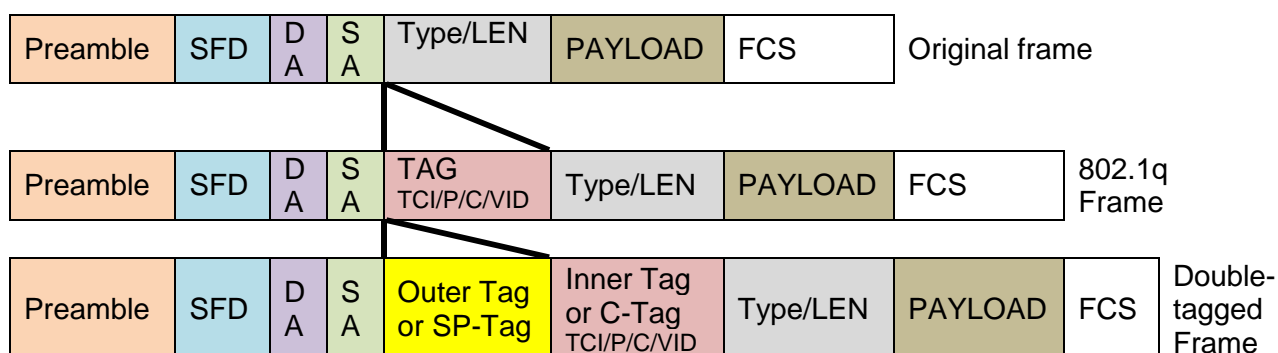 Preamble SFD D A S A Type/LEN PAYLOAD FCS Original frame
Preamble SFD D A S A TAG TCI/P/C/VID Type/LEN PAYLOAD FCS 802.1q Frame
Preamble SFD D A S A Outer Tag or SP-Tag Inner Tag or C-Tag TCI/P/C/VID Type/LEN PAYLOAD FCS Double-tagged Frame